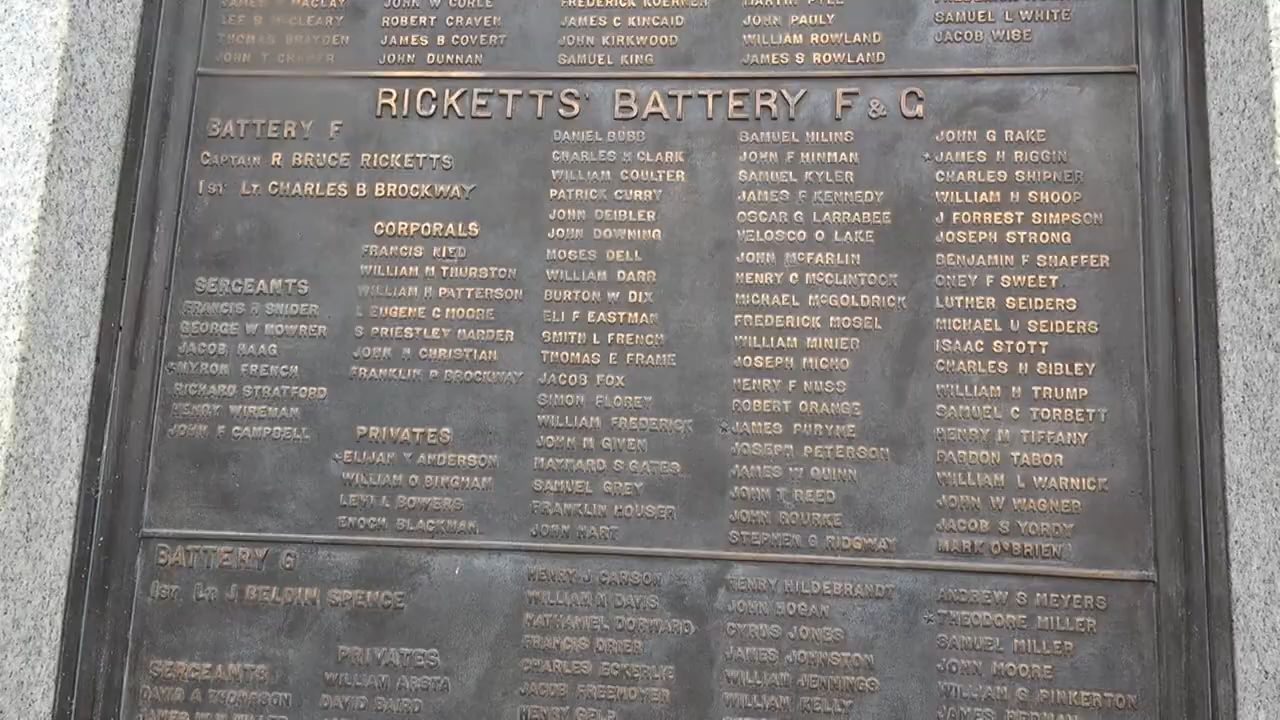 JOHN W CORLE
LEE B MCCLEARY
ROBERT CRAVEN
THOMAS BRAYDEN
JAMES B COVERT
JOHN DUNNAN
JAMES C KINCAID
JOHN KIRKWOOD
SAMUEL KING
JOHN PAULY
WILLIAM ROWLAND
JAMES S ROWLAND
SAMUEL L WHITE
JACOB WISE
RICKETTS' BATTERY F & G
BATTERY F
CAPTAIN R BRUCE RICKETTS
1ST LT. CHARLES B BROCKWAY
SERGEANTS
FRANCIS R SNIDER
GEORGE W MOWRER
JACOB HAAG
*MYRON FRENCH
RICHARD STRATFORD
HENRY WIREMAN
JOHN F CAMPBELL
CORPORALS
FRANCIS NIED
WILLIAM M THURSTON
WILLIAM H PATTERSON
L EUGENE C MOORE
S PRIESTLEY HARDER
JOHN H CHRISTIAN
FRANKLIN P BROCKWAY
PRIVATES
*ELIJAH Y ANDERSON
WILLIAM O BINGHAM
LEVI L BOWERS
ENOCH BLACKMAN
DANIEL BUBB
CHARLES H CLARK
WILLIAM COULTER
PATRICK CURRY
JOHN DEIBLER
JOHN DOWNING
MOSES DELL
WILLIAM DARR
BURTON W DIX
ELI F EASTMAN
SMITH L FRENCH
THOMAS E FRAME
JACOB FOX
SIMON FLOREY
WILLIAM FREDERICK
JOHN M GIVEN
MAYNARD S GATES
SAMUEL GREY
FRANKLIN HOUSER
JOHN HART
SAMUEL HILINS
JOHN F HINMAN
SAMUEL KYLER
JAMES F KENNEDY
OSCAR G LARRABEE
VELOSCO O LAKE
JOHN MCFARLIN
HENRY C MCCLINTOCK
MICHAEL MCGOLDRICK
FREDERICK MOSEL
WILLIAM MINIER
JOSEPH MICHO
HENRY F NUSS
ROBERT ORANGE
*JAMES PURYNE
JOSEPH PETERSON
JAMES W QUINN
JOHN T REED
JOHN ROURKE
STEPHEN G RIDGWAY
JOHN G RAKE
*JAMES H RIGGIN
CHARLES SHIPNER
WILLIAM H SHOOP
J FORREST SIMPSON
JOSEPH STRONG
BENJAMIN F SHAFFER
ONEY F SWEET
LUTHER SEIDERS
MICHAEL U SEIDERS
ISAAC STOTT
CHARLES H SIBLEY
WILLIAM H TRUMP
SAMUEL C TORBETT
HENRY M TIFFANY
PARDON TABOR
WILLIAM L WARNICK
JOHN W WAGNER
JACOB S YORDY
MARK O'BRIEN
BATTERY G
1ST. LT J BELDIN SPENCE
SERGEANTS
DAVID A THOMPSON
PRIVATES
WILLIAM ARSTA
DAVID BAIRD
HENRY J CARSON
WILLIAM H DAVIS
NATHANIEL DORWARD
FRANCIS DRIER
CHARLES ECKERLIE
JACOB FREEMOYER
HENRY HILDEBRANDT
JOHN HOGAN
CYRUS JONES
JAMES JOHNSTON
WILLIAM JENNINGS
WILLIAM KELLY
ANDREW S MEYERS
*THEODORE MILLER
SAMUEL MILLER
JOHN MOORE
WILLIAM S PINKERTON